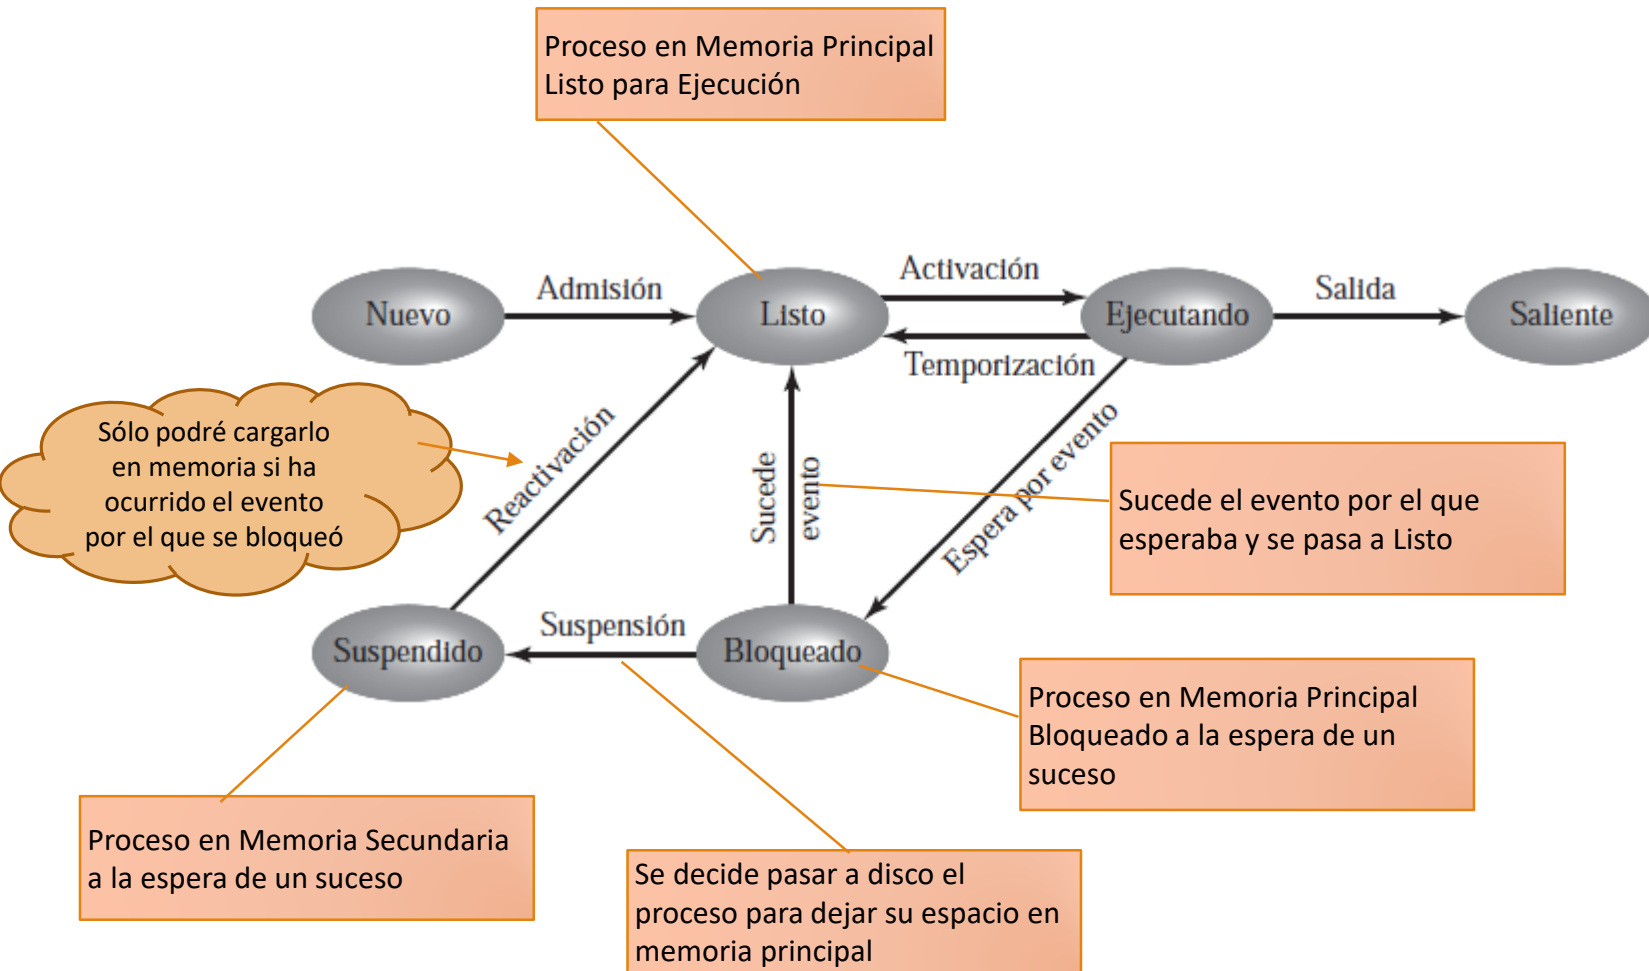 Proceso en Memoria Principal
Listo para Ejecución
Admisión
Activación
Salida
Nuevo
Listo
Ejecutando
Saliente
Temporización
Sólo podré cargarlo
en memoria si ha
ocurrido el evento
por el que se bloqueó
Reactivación
Sucede
evento
Espera por evento
Sucede el evento por el que
esperaba y se pasa a Listo
Suspendido
Suspensión
Bloqueado
Proceso en Memoria Principal
Bloqueado a la espera de un
suceso
Proceso en Memoria Secundaria
a la espera de un suceso
Se decide pasar a disco el
proceso para dejar su espacio en
memoria principal